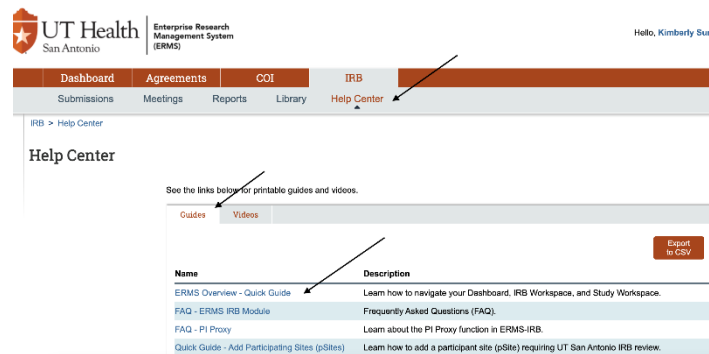 UT Health
San Antonio
Enterprise Research
Management System
(ERMS)
Hello, Kimberly
Dashboard Agreements COI IRB
Submissions Meetings Reports Library Help Center
IRB > Help Center
Help Center
See the links below for printable guides and videos.
Guides Videos
Export
to CSV
Name Description
ERMS Overview - Quick Guide Learn how to navigate your Dashboard, IRB Workspace, and Study Workspace.
FAQ - ERMS IRB Module Frequently Asked Questions (FAQ).
FAQ - PI Proxy Learn about the PI Proxy function in ERMS-IRB.
Quick Guide - Add Participating Sites (pSites) Learn how to add a participant site (pSite) requiring UT San Antonio IRB review.